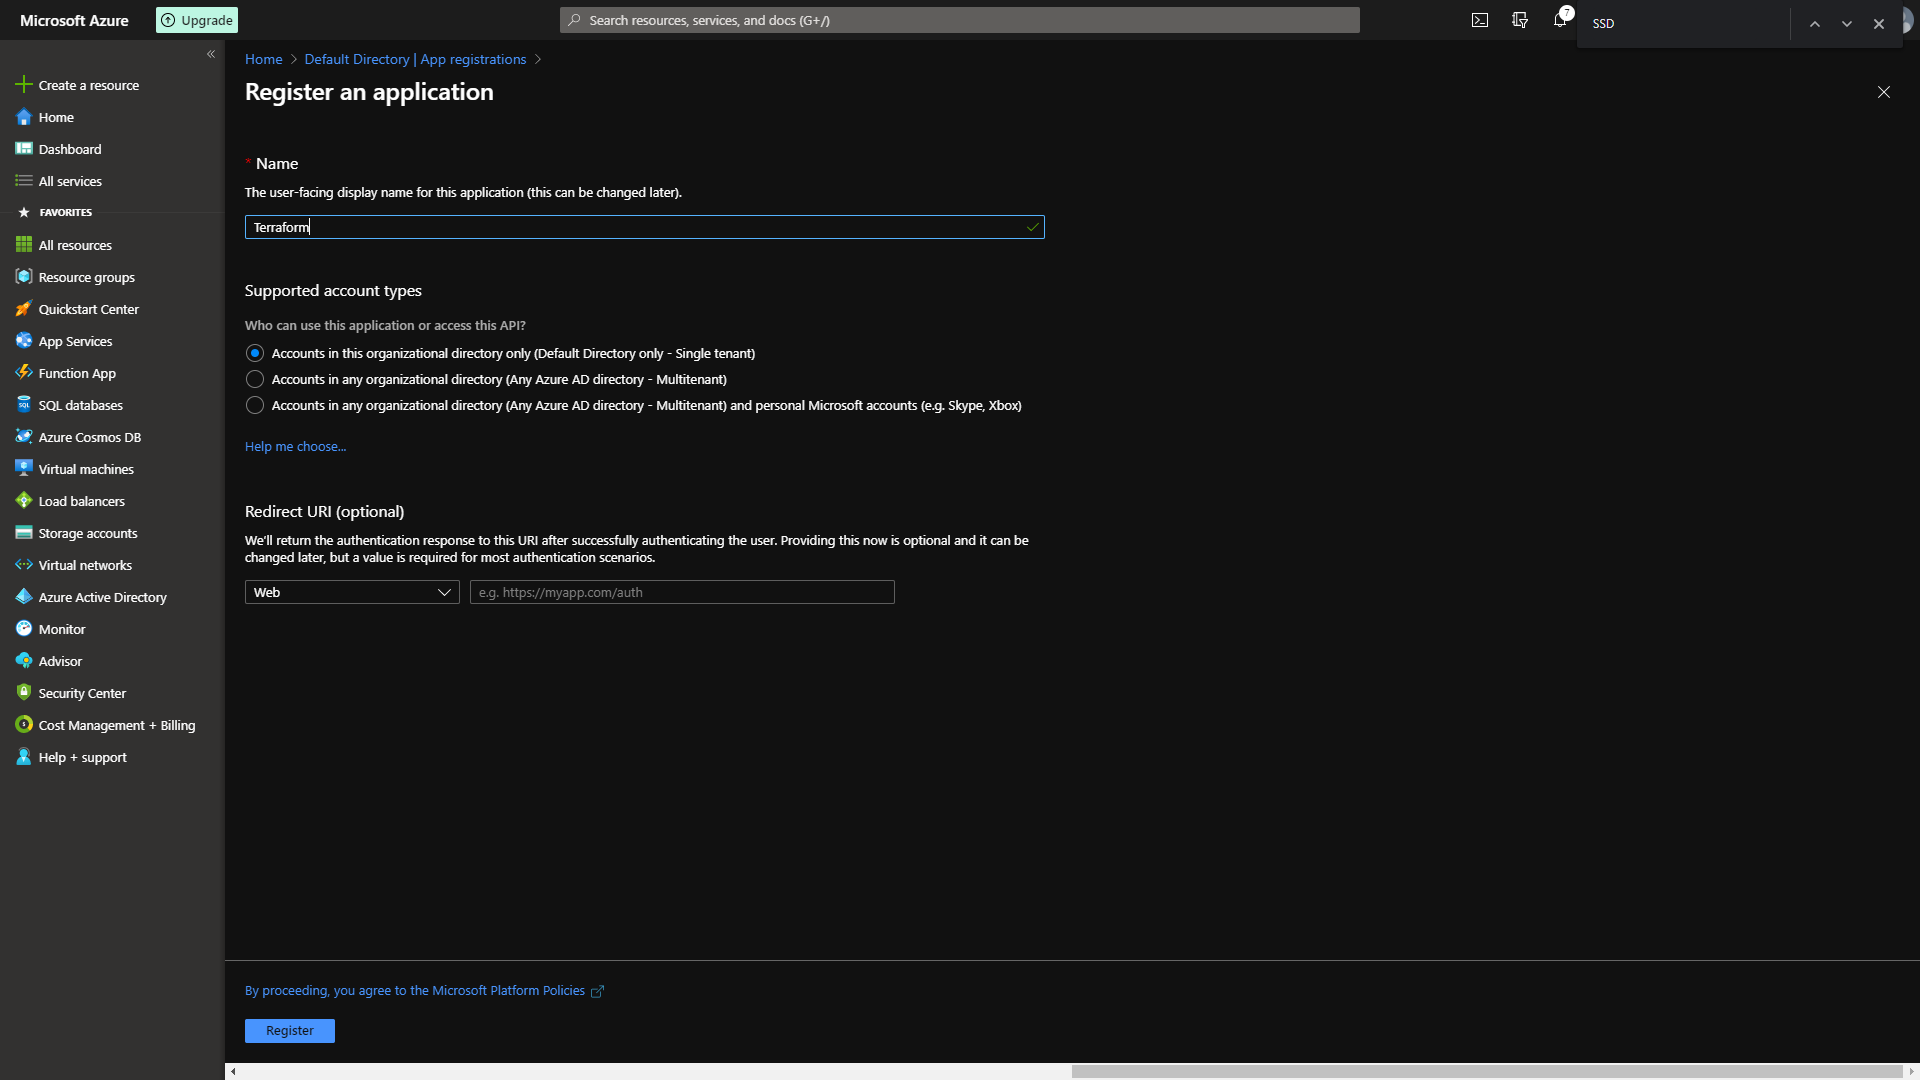 Microsoft Azure
Upgrade
Search resources, services, and docs (G+/)
7
SSD
Create a resource
Home
Dashboard
All services
FAVORITES
All resources
Resource groups
Quickstart Center
App Services
Function App
SQL databases
Azure Cosmos DB
Virtual machines
Load balancers
Storage accounts
Virtual networks
Azure Active Directory
Monitor
Advisor
Security Center
Cost Management + Billing
Help + support
Home > Default Directory | App registrations >
Register an application
* Name
The user-facing display name for this application (this can be changed later).
Terraform
Supported account types
Who can use this application or access this API?
Accounts in this organizational directory only (Default Directory only - Single tenant)
Accounts in any organizational directory (Any Azure AD directory - Multitenant)
Accounts in any organizational directory (Any Azure AD directory - Multitenant) and personal Microsoft accounts (e.g. Skype, Xbox)
Help me choose...
Redirect URI (optional)
We'll return the authentication response to this URI after successfully authenticating the user. Providing this now is optional and it can be
changed later, but a value is required for most authentication scenarios.
Web
e.g. https://myapp.com/auth
By proceeding, you agree to the Microsoft Platform Policies
Register